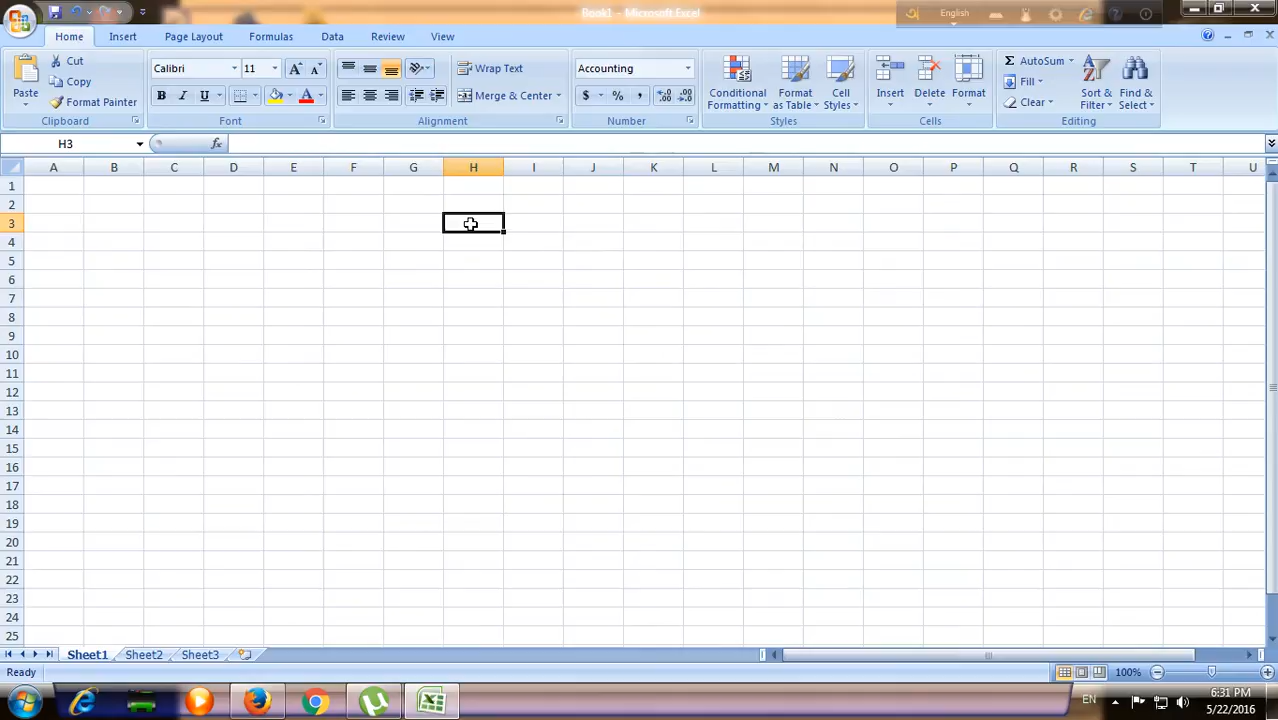 Book1 - Microsoft Excel
English
Home Insert Page Layout Formulas Data Review View
Paste
Cut
Copy
Format Painter
Clipboard
Calibri 11
B I U
Font
Wrap Text
Merge & Center
Alignment
Accounting
$ % ,
Number
Conditional Formatting
Format as Table
Cell Styles
Styles
Insert
Delete
Format
Cells
Σ AutoSum
Fill
Clear
Sort & Filter
Find & Select
Editing
H3
fx
A B C D E F G H I J K L M N O P Q R S T U
1
2
3
4
5
6
7
8
9
10
11
12
13
14
15
16
17
18
19
20
21
22
23
24
25
Sheet1 Sheet2 Sheet3
Ready
100%
EN
6:31 PM
5/22/2016